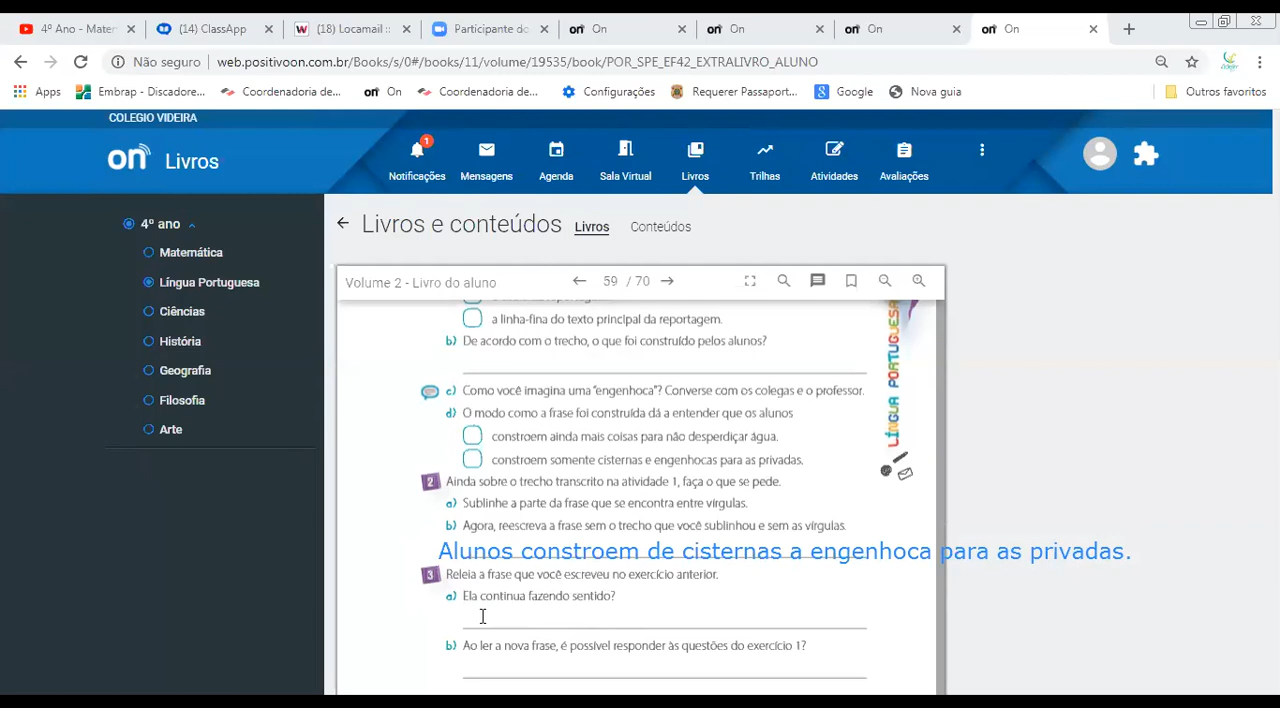 4º Ano - Mater
(14) ClassApp
(18) Locamail ::
Participante do
On
On
On
On
Não seguro
web.positivoon.com.br/Books/s/0#/books/11/volume/19535/book/POR_SPE_EF42_EXTRALIVRO_ALUNO
Apps
Embrap - Discadore...
Coordenadoria de...
On
Coordenadoria de...
Configurações
Requerer Passaport...
Google
Nova guia
Outros favoritos
COLEGIO VIDEIRA
on Livros
1
Notificações
Mensagens
Agenda
Sala Virtual
Livros
Trilhas
Atividades
Avaliações
4º ano
Matemática
Língua Portuguesa
Ciências
História
Geografia
Filosofia
Arte
Livros e conteúdos
Livros
Conteúdos
Volume 2 - Livro do aluno
59 / 70
a linha-fina do texto principal da reportagem.
b) De acordo com o trecho, o que foi construído pelos alunos?
c) Como você imagina uma “engenhoca”? Converse com os colegas e o professor.
d) O modo como a frase foi construída dá a entender que os alunos
constroem ainda mais coisas para não desperdiçar água.
constroem somente cisternas e engenhocas para as privadas.
2 Ainda sobre o trecho transcrito na atividade 1, faça o que se pede.
a) Sublinhe a parte da frase que se encontra entre vírgulas.
b) Agora, reescreva a frase sem o trecho que você sublinhou e sem as vírgulas.
Alunos constroem de cisternas a engenhoca para as privadas.
3 Releia a frase que você escreveu no exercício anterior.
a) Ela continua fazendo sentido?
b) Ao ler a nova frase, é possível responder às questões do exercício 1?
LÍNGUA PORTUGUESA